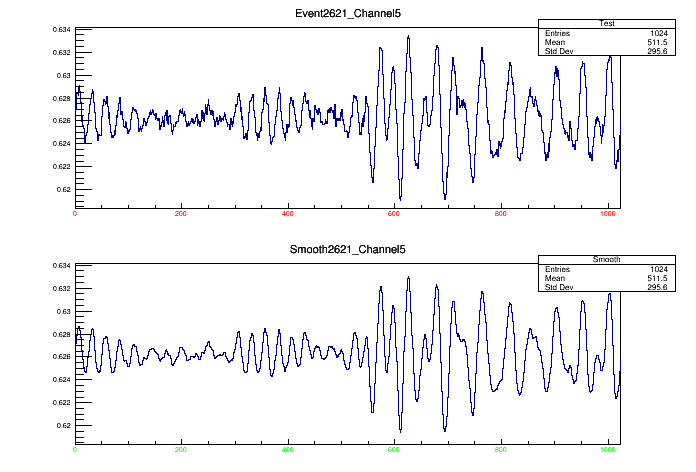 Event2621_Channel5
Test
Entries 1024
Mean 511.5
Std Dev 295.6
0.634
0.632
0.63
0.628
0.626
0.624
0.622
0.62
0 200 400 600 800 1000
Smooth2621_Channel5
Smooth
Entries 1024
Mean 511.5
Std Dev 295.6
0.634
0.632
0.63
0.628
0.626
0.624
0.622
0.62
0 200 400 600 800 1000